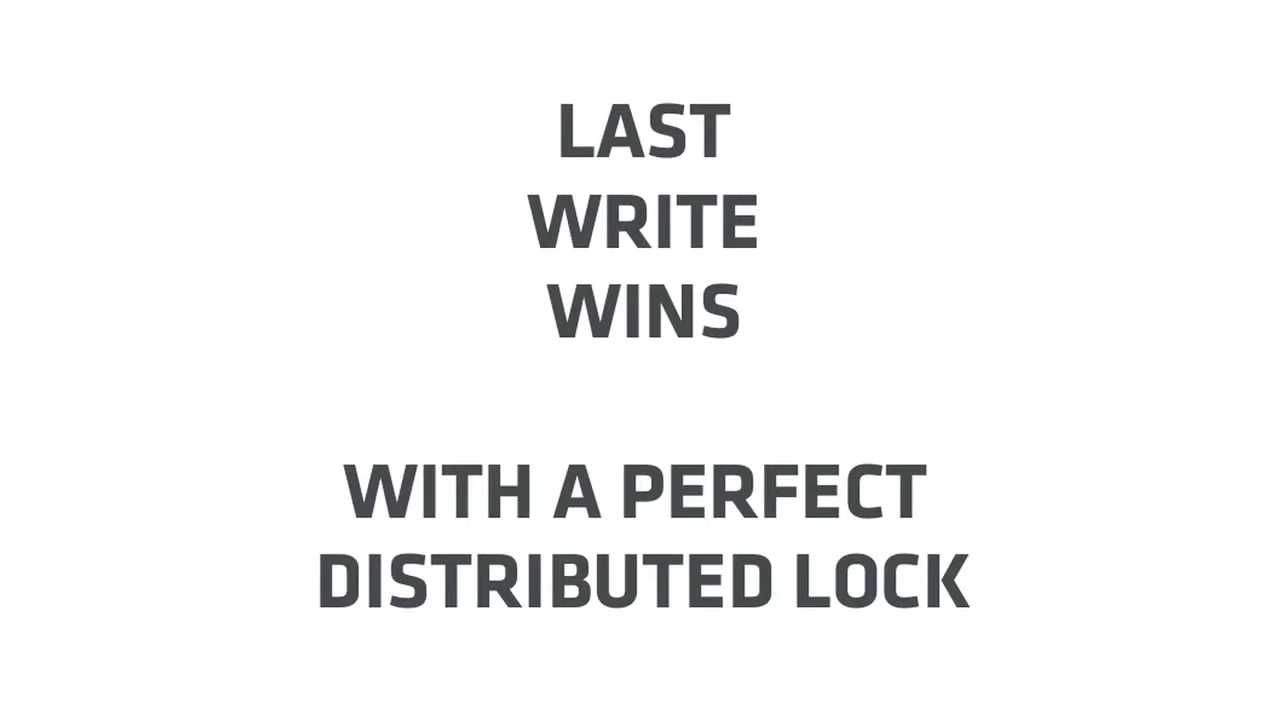 LAST
WRITE
WINS
WITH A PERFECT
DISTRIBUTED LOCK